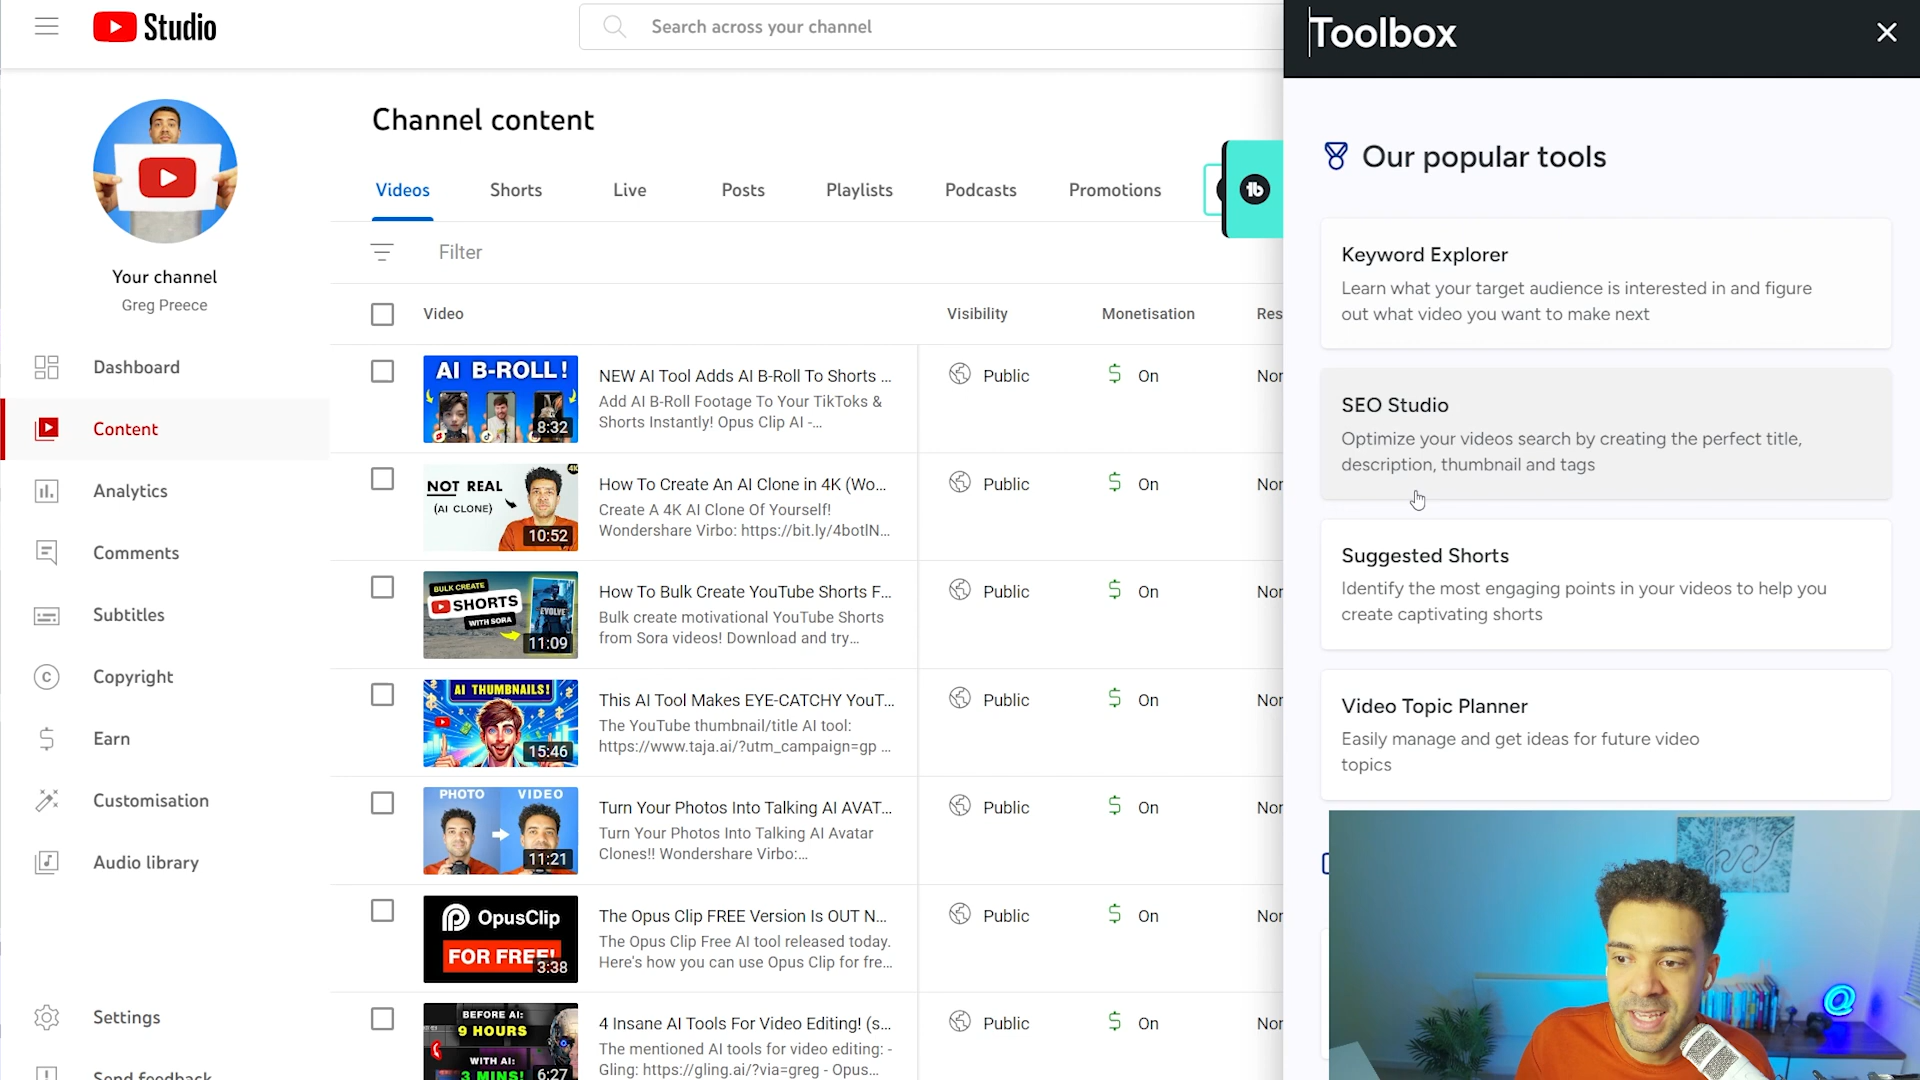 Studio
Search across your channel
Toolbox
Your channel
Greg Preece
Dashboard
Content
Analytics
Comments
Subtitles
Copyright
Earn
Customisation
Audio library
Settings
Send feedback
Channel content
Videos Shorts Live Posts Playlists Podcasts Promotions
Filter
Video Visibility Monetisation Res
AI B-ROLL!
8:32
NEW AI Tool Adds AI B-Roll To Shorts ...
Add AI B-Roll Footage To Your TikToks &
Shorts Instantly! Opus Clip AI -...
Public On Nor
NOT REAL
(AI CLONE)
4K
10:52
How To Create An AI Clone in 4K (Wo...
Create A 4K AI Clone Of Yourself!
Wondershare Virbo: https://bit.ly/4botlN...
Public On Nor
BULK CREATE
SHORTS
WITH SORA
EVOLVE
11:09
How To Bulk Create YouTube Shorts F...
Bulk create motivational YouTube Shorts
from Sora videos! Download and try...
Public On Nor
AI THUMBNAILS!
15:46
This AI Tool Makes EYE-CATCHY YouT...
The YouTube thumbnail/title AI tool:
https://www.taja.ai/?utm_campaign=gp ...
Public On Nor
PHOTO VIDEO
11:21
Turn Your Photos Into Talking AI AVAT...
Turn Your Photos Into Talking AI Avatar
Clones!! Wondershare Virbo:...
Public On Nor
OpusClip
FOR FREE!
3:38
The Opus Clip FREE Version Is OUT N...
The Opus Clip Free AI tool released today.
Here's how you can use Opus Clip for fre...
Public On Nor
BEFORE AI:
9 HOURS
WITH AI:
3 MINS!
6:27
4 Insane AI Tools For Video Editing! (s...
The mentioned AI tools for video editing: -
Gling: https://gling.ai/?via=greg - Opus...
Public On Nor
tb
Our popular tools
Keyword Explorer
Learn what your target audience is interested in and figure
out what video you want to make next
SEO Studio
Optimize your videos search by creating the perfect title,
description, thumbnail and tags
Suggested Shorts
Identify the most engaging points in your videos to help you
create captivating shorts
Video Topic Planner
Easily manage and get ideas for future video
topics
@